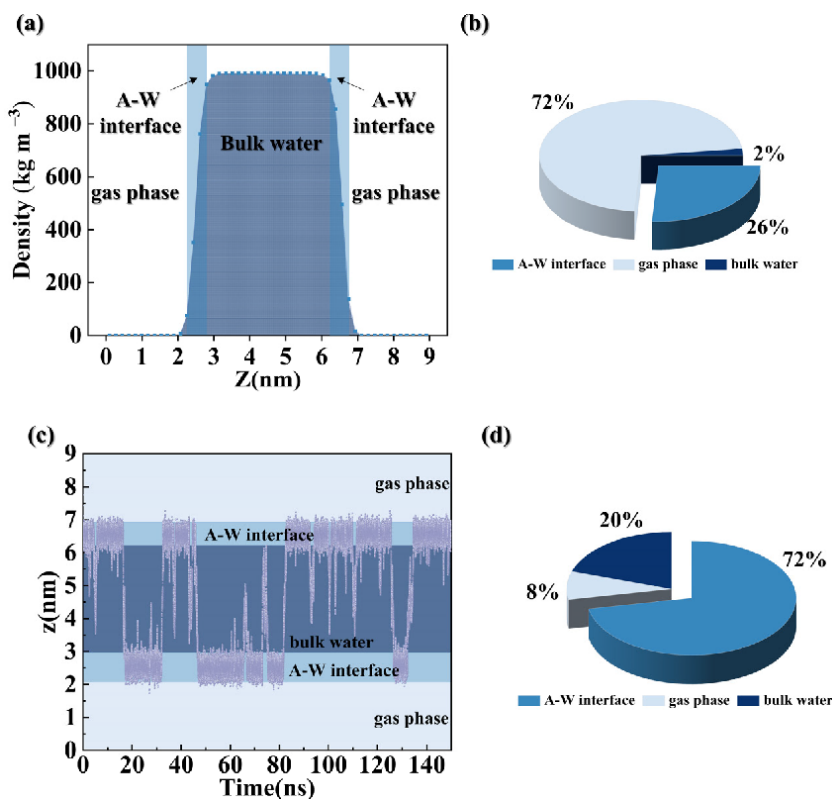 (a)
Density (kg m⁻³)
1000
800
600
400
200
0
A-W
interface
A-W
interface
Bulk water
gas phase
gas phase
0 1 2 3 4 5 6 7 8 9
Z(nm)
(b)
72%
2%
26%
A-W interface gas phase bulk water
(c)
z(nm)
9
8
7
6
5
4
3
2
1
0
gas phase
A-W interface
bulk water
A-W interface
gas phase
0 20 40 60 80 100 120 140
Time(ns)
(d)
20%
72%
8%
A-W interface gas phase bulk water